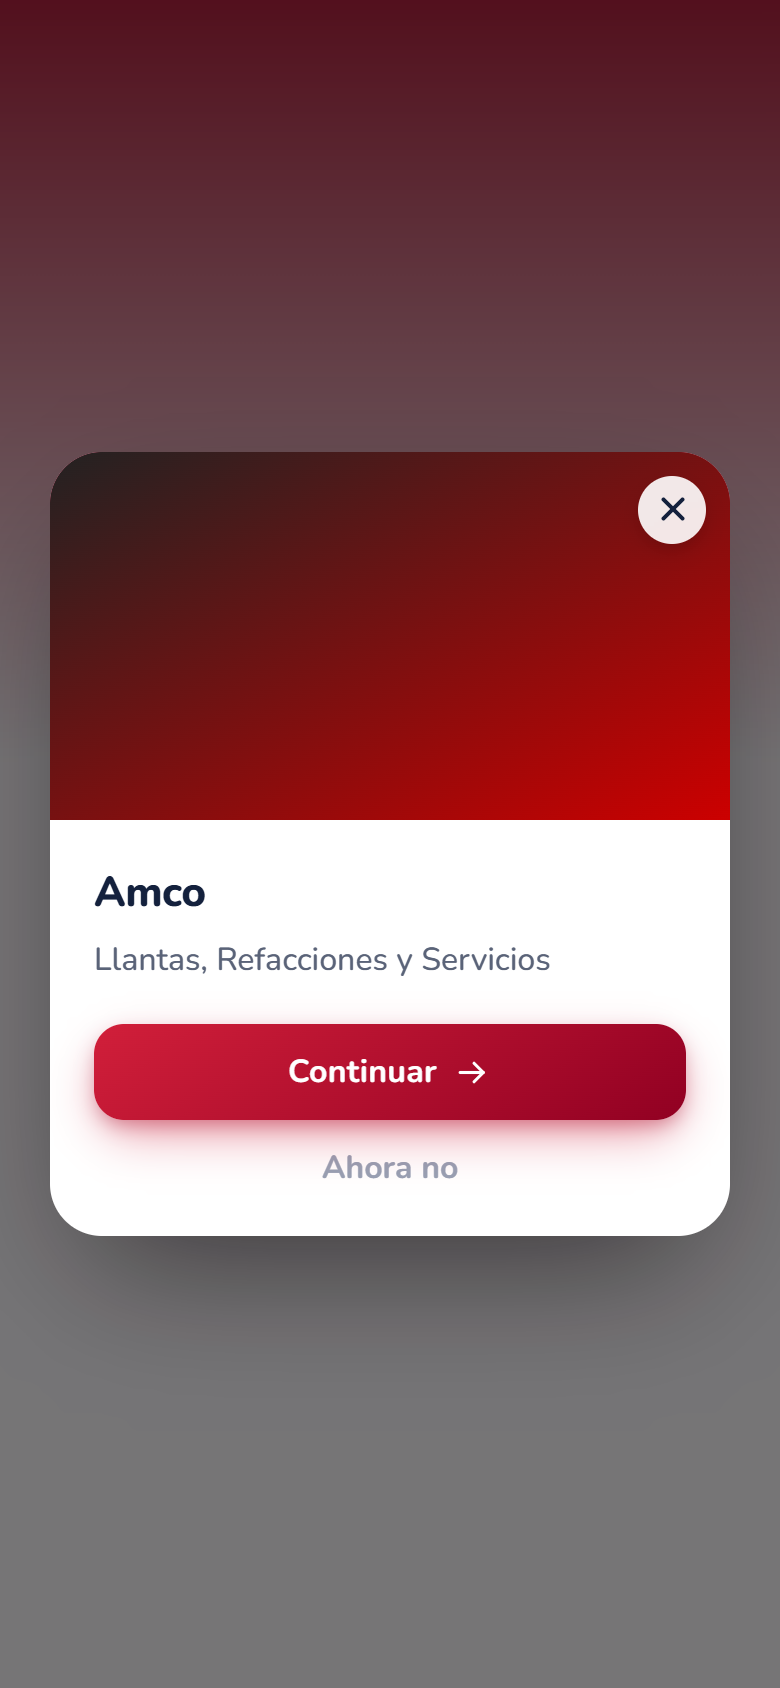 Amco
Llantas, Refacciones y Servicios
Continuar →
Ahora no